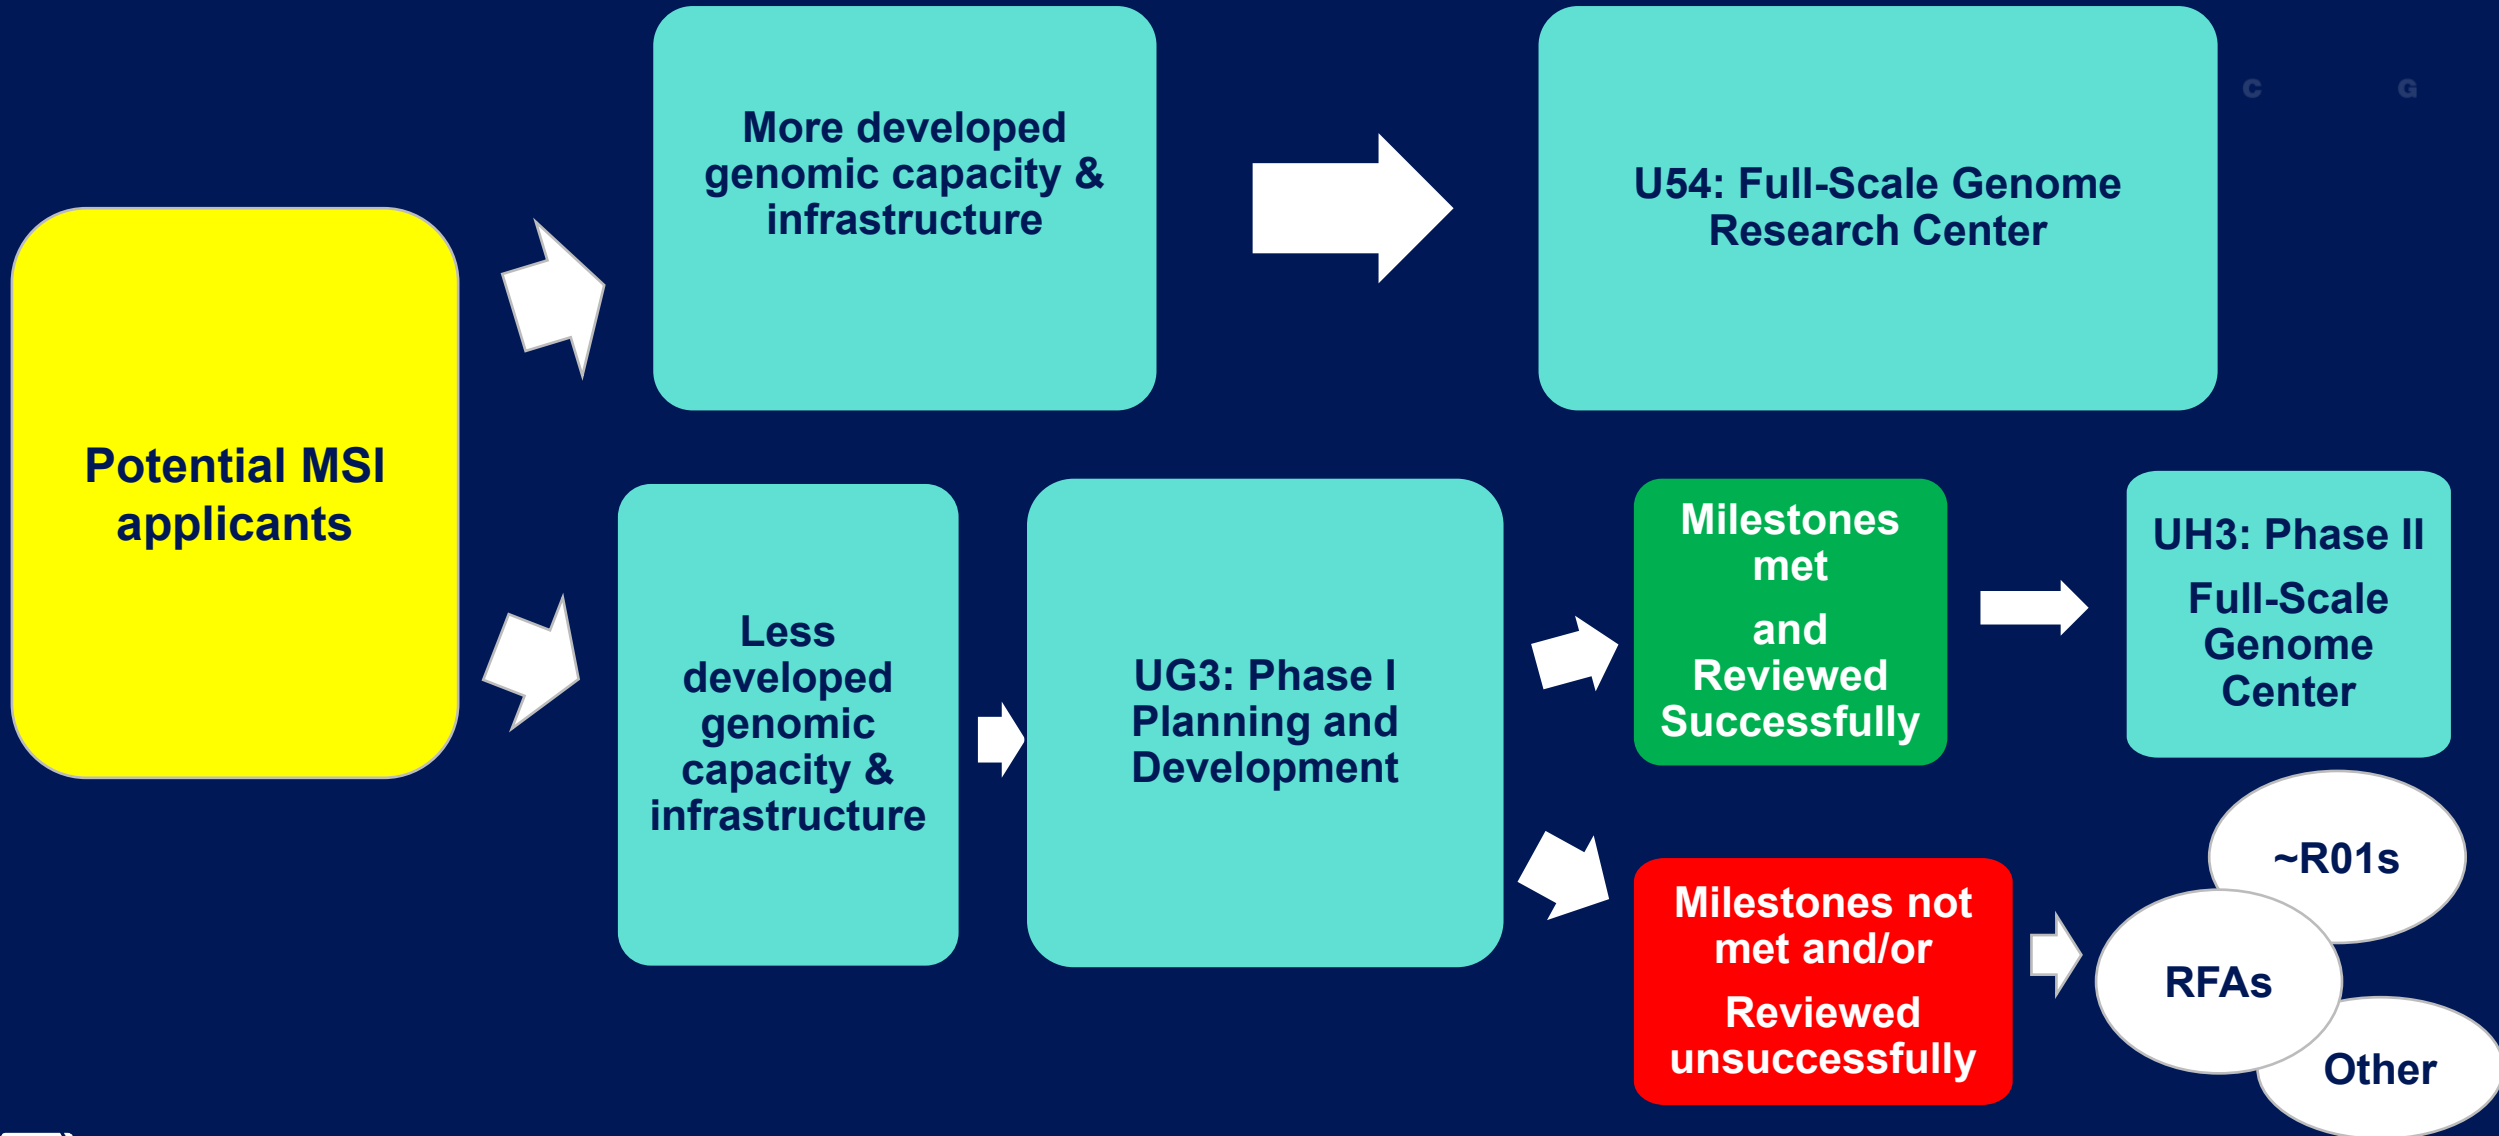 More developed
genomic capacity &
infrastructure
U54: Full-Scale Genome
Research Center
C G
Potential MSI
applicants
Less
developed
genomic
capacity &
infrastructure
UG3: Phase I
Planning and
Development
Milestones
met
and
Reviewed
Successfully
UH3: Phase II
Full-Scale
Genome
Center
Milestones not
met and/or
Reviewed
unsuccessfully
~R01s
RFAs
Other